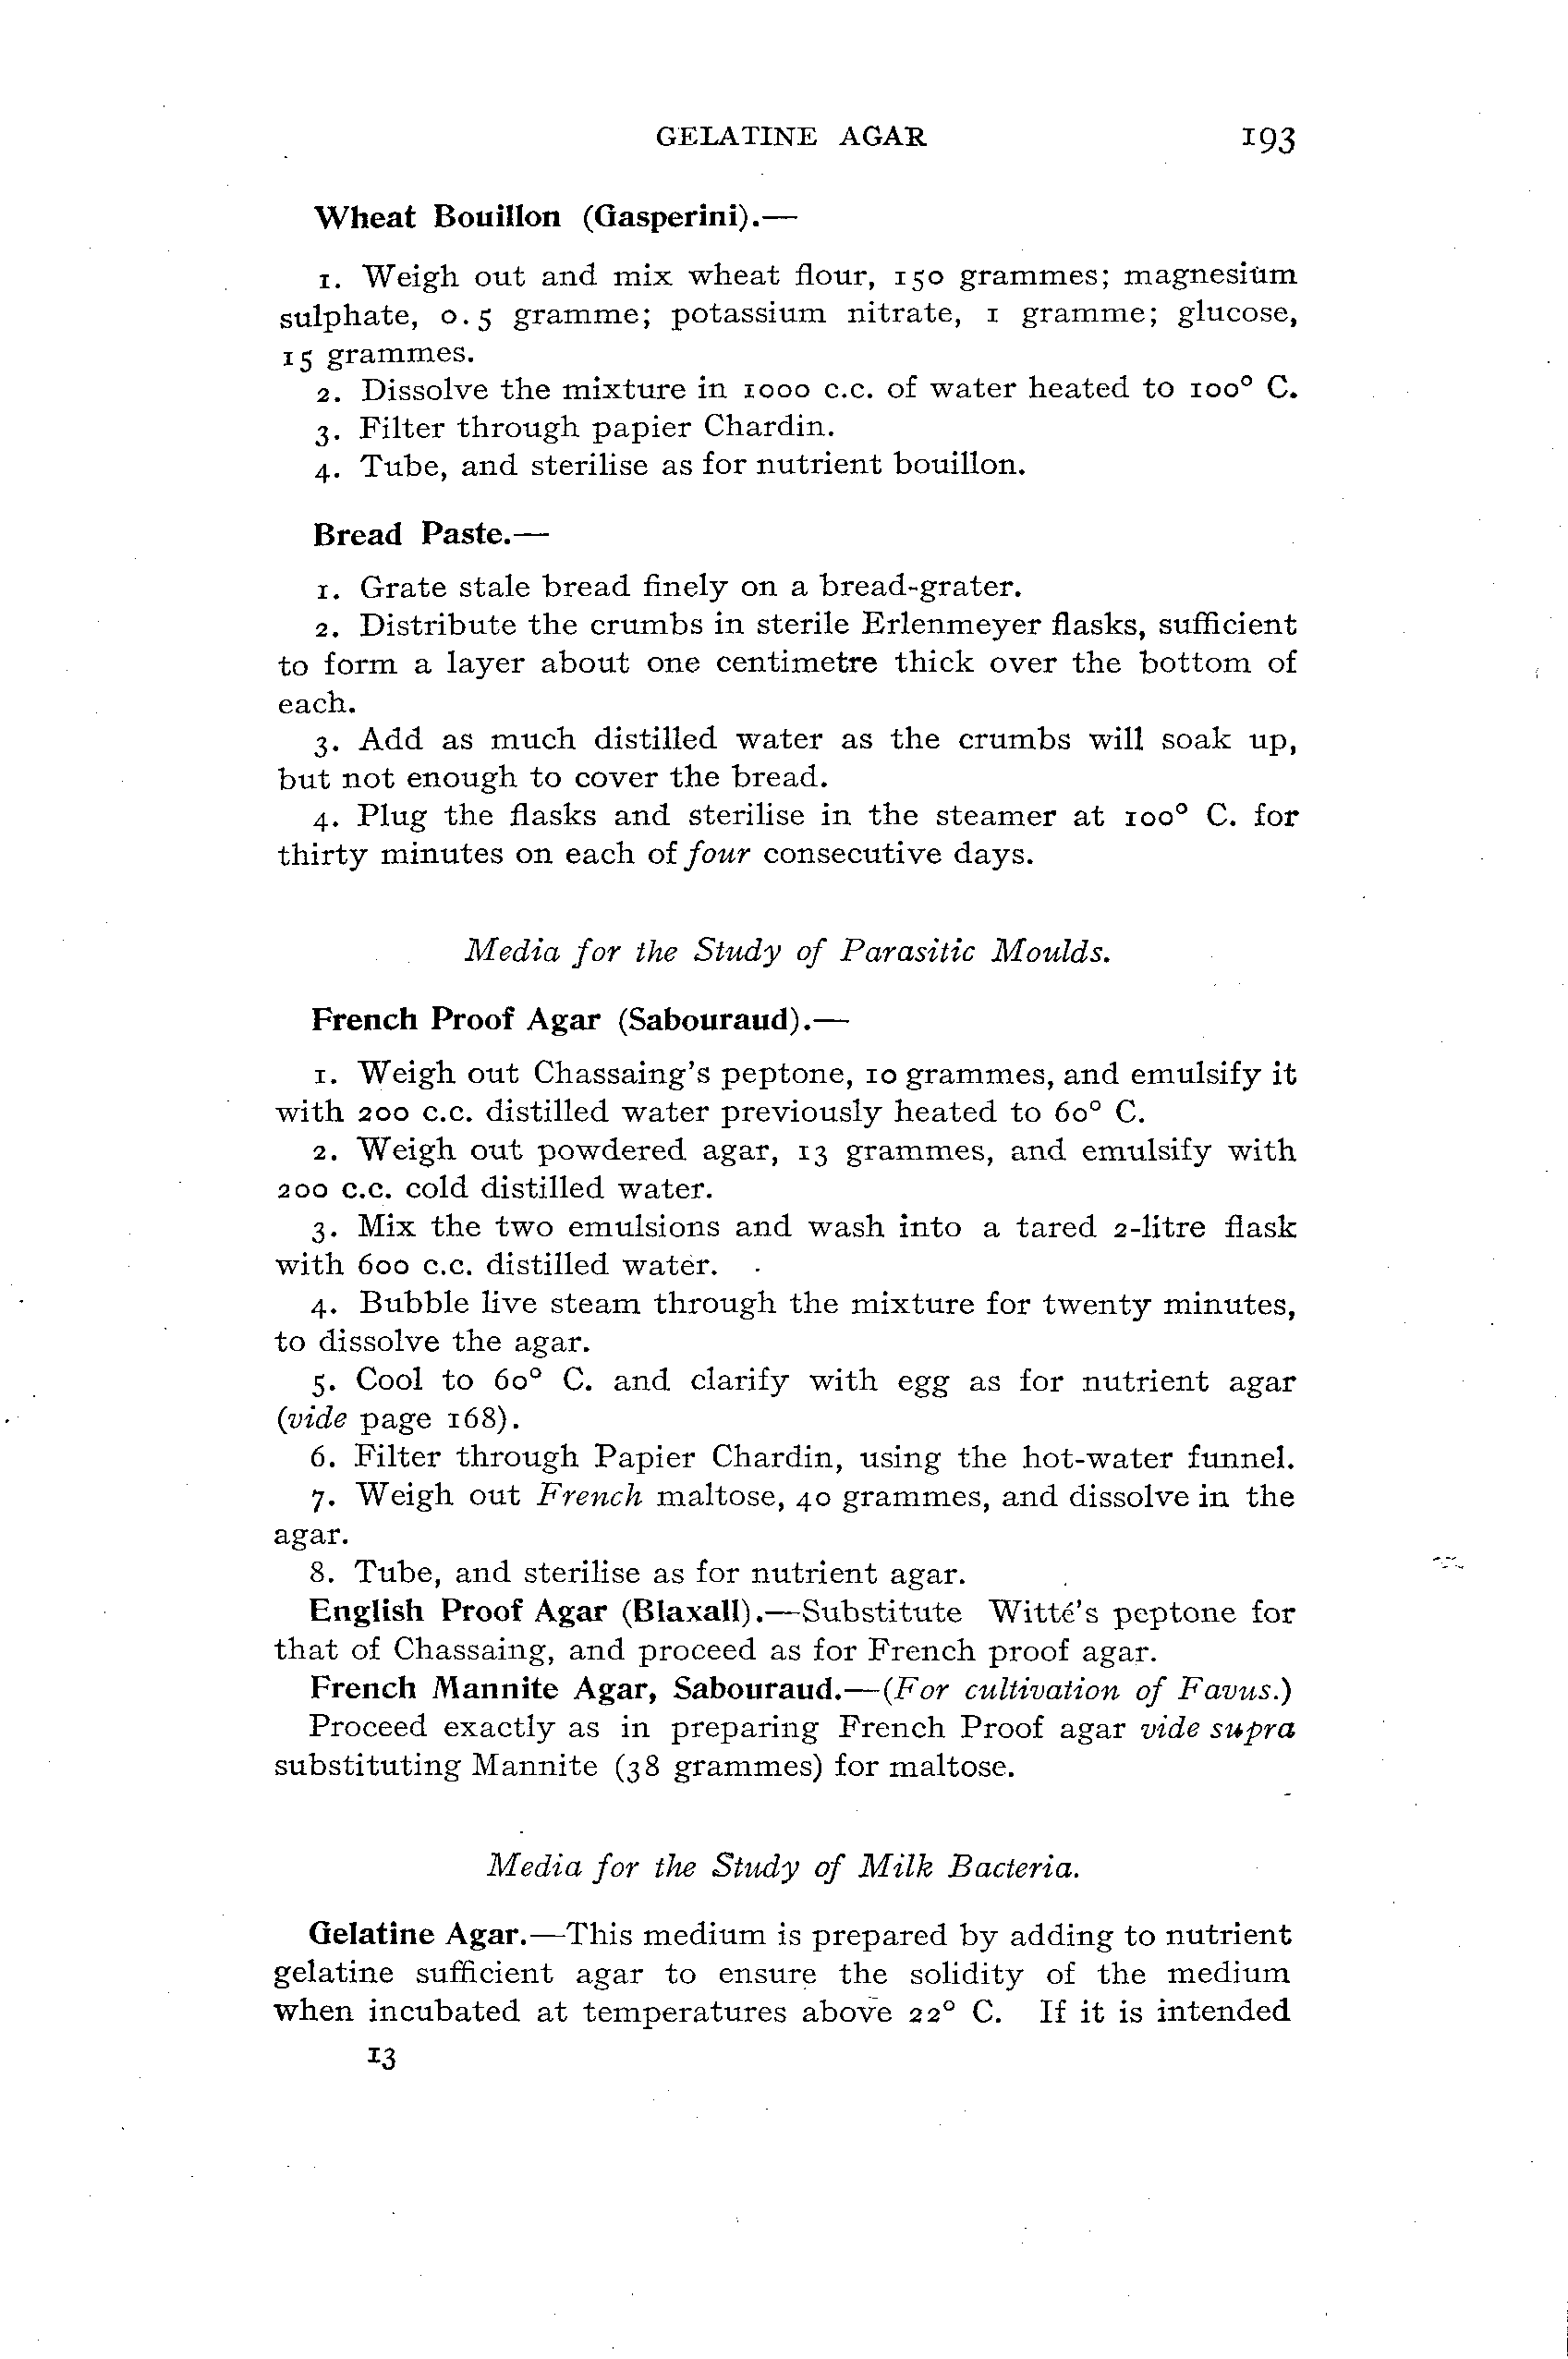 GELATINE AGAR 193
Wheat Bouillon (Gasperini).—
1. Weigh out and mix wheat flour, 150 grammes; magnesium
sulphate, 0.5 gramme; potassium nitrate, 1 gramme; glucose,
15 grammes.
2. Dissolve the mixture in 1000 c.c. of water heated to 100° C.
3. Filter through papier Chardin.
4. Tube, and sterilise as for nutrient bouillon.
Bread Paste.—
1. Grate stale bread finely on a bread-grater.
2. Distribute the crumbs in sterile Erlenmeyer flasks, sufficient
to form a layer about one centimetre thick over the bottom of
each.
3. Add as much distilled water as the crumbs will soak up,
but not enough to cover the bread.
4. Plug the flasks and sterilise in the steamer at 100° C. for
thirty minutes on each of four consecutive days.
Media for the Study of Parasitic Moulds.
French Proof Agar (Sabouraud).—
1. Weigh out Chassaing's peptone, 10 grammes, and emulsify it
with 200 c.c. distilled water previously heated to 60° C.
2. Weigh out powdered agar, 13 grammes, and emulsify with
200 c.c. cold distilled water.
3. Mix the two emulsions and wash into a tared 2-litre flask
with 600 c.c. distilled water.
4. Bubble live steam through the mixture for twenty minutes,
to dissolve the agar.
5. Cool to 60° C. and clarify with egg as for nutrient agar
(vide page 168).
6. Filter through Papier Chardin, using the hot-water funnel.
7. Weigh out French maltose, 40 grammes, and dissolve in the
agar.
8. Tube, and sterilise as for nutrient agar.
English Proof Agar (Blaxall).—Substitute Witté's peptone for
that of Chassaing, and proceed as for French proof agar.
French Mannite Agar, Sabouraud.—(For cultivation of Favus.)
Proceed exactly as in preparing French Proof agar vide supra
substituting Mannite (38 grammes) for maltose.
Media for the Study of Milk Bacteria.
Gelatine Agar.—This medium is prepared by adding to nutrient
gelatine sufficient agar to ensure the solidity of the medium
when incubated at temperatures above 22° C. If it is intended
13